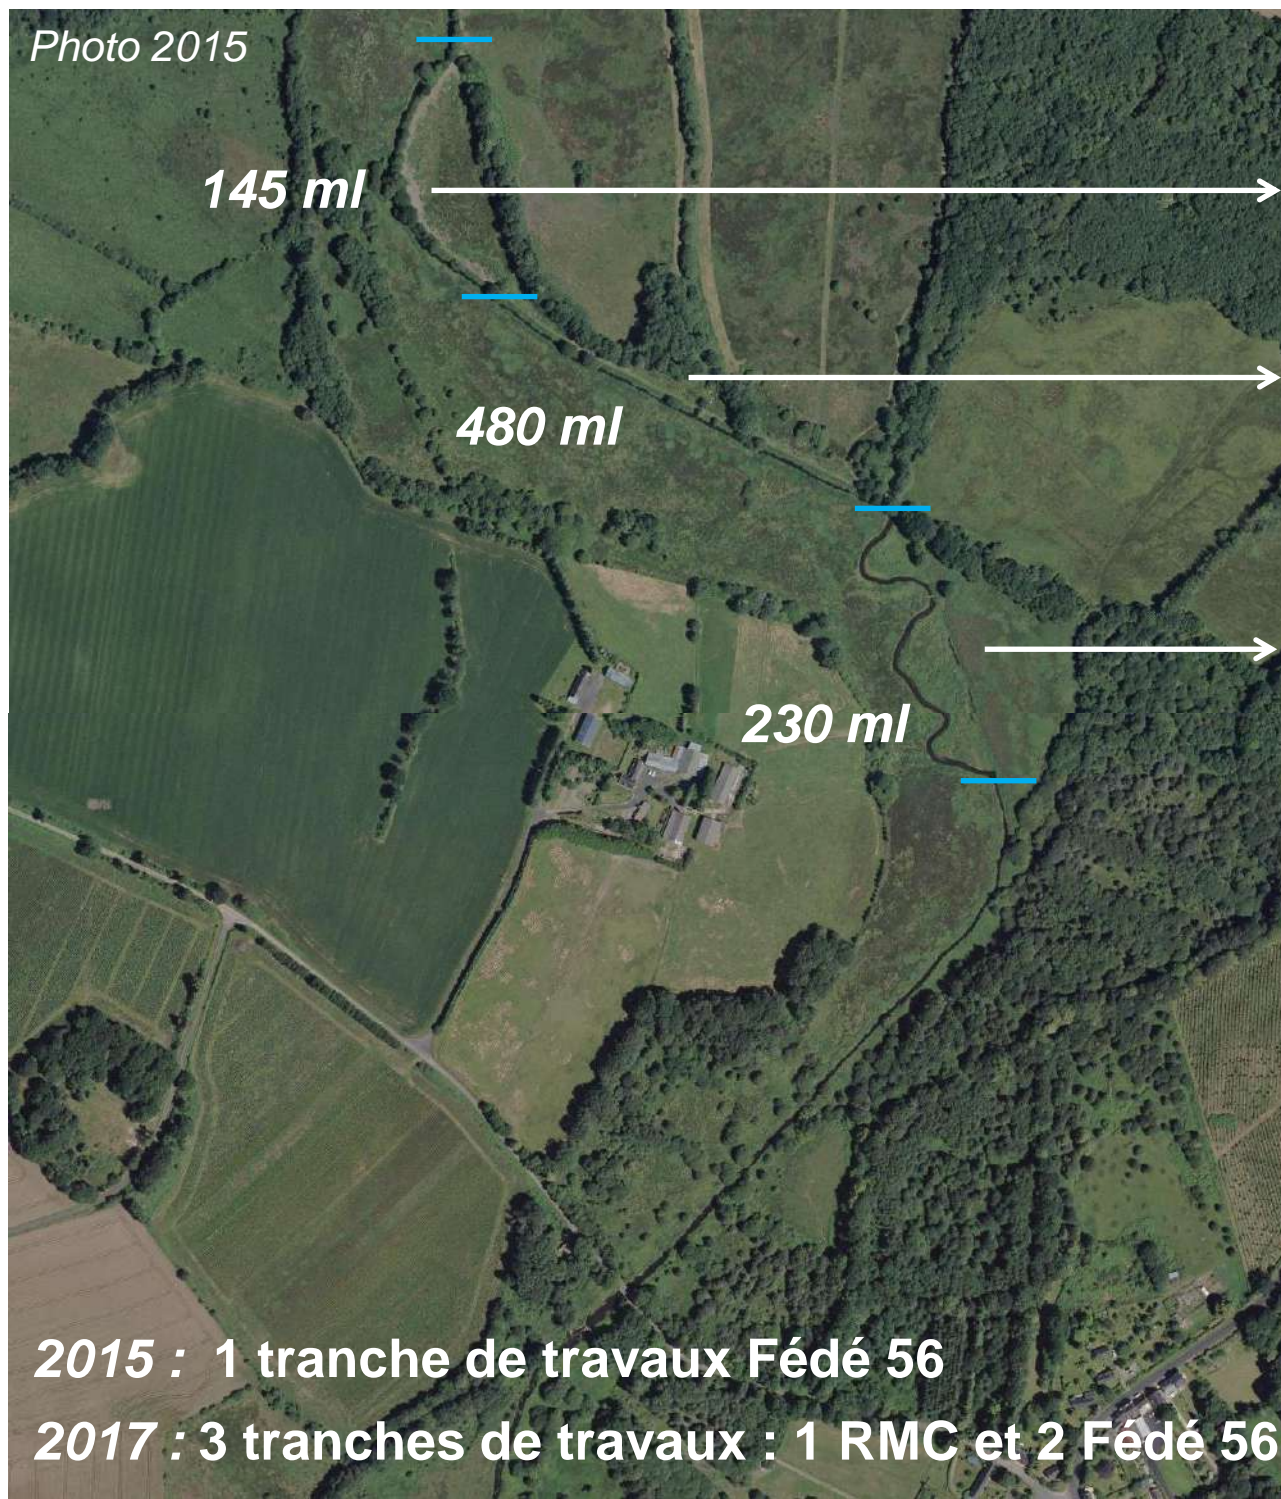 Photo 2015
145 ml
480 ml
230 ml
2015 : 1 tranche de travaux Fédé 56
2017 : 3 tranches de travaux : 1 RMC et 2 Fédé 56